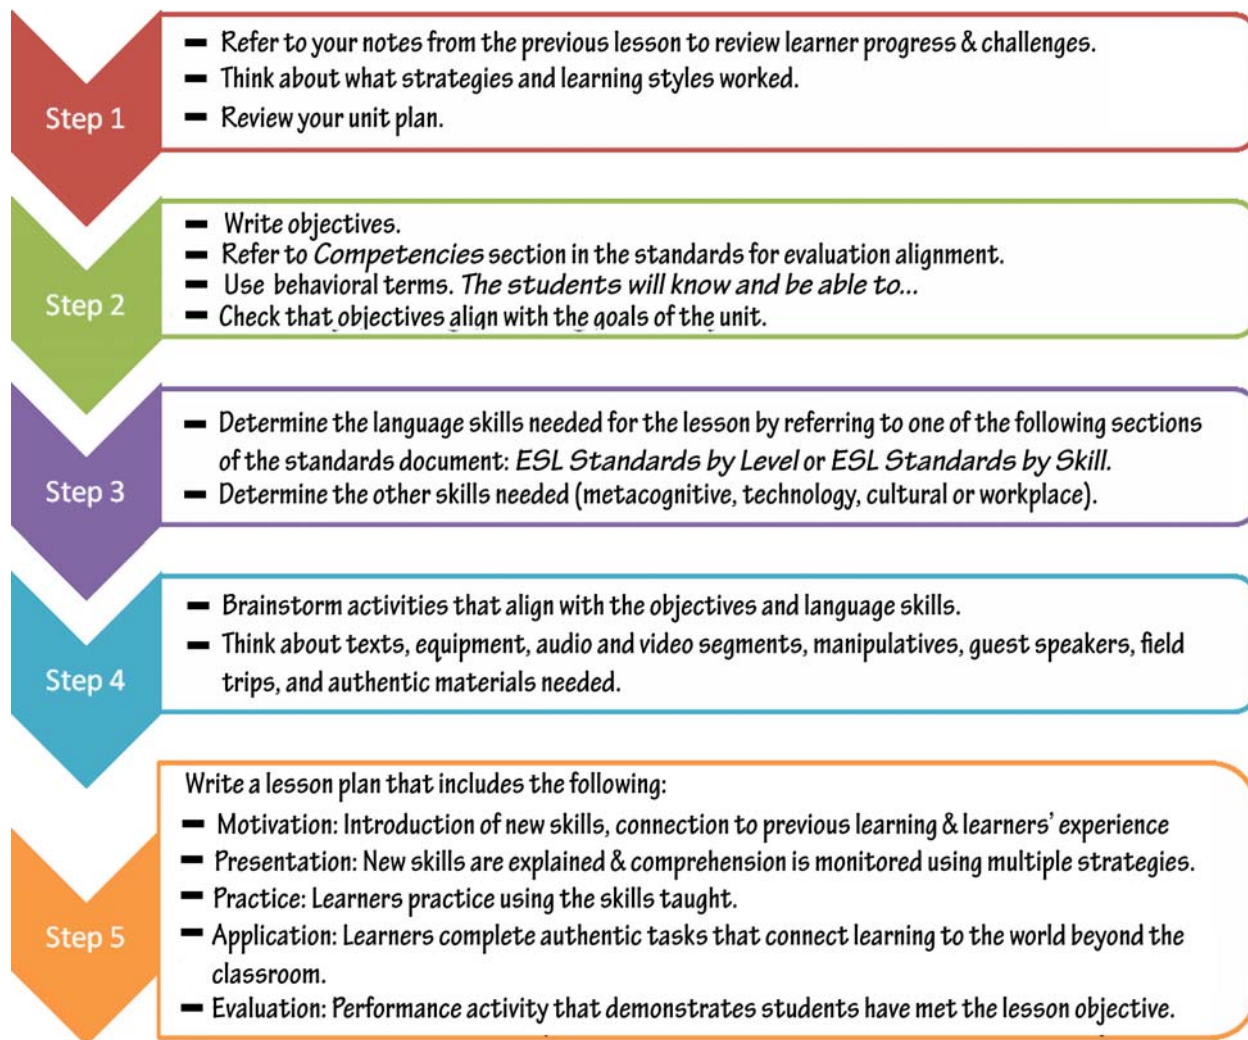 Step 1
– Refer to your notes from the previous lesson to review learner progress & challenges.
– Think about what strategies and learning styles worked.
– Review your unit plan.
Step 2
– Write objectives.
– Refer to Competencies section in the standards for evaluation alignment.
– Use behavioral terms. The students will know and be able to...
– Check that objectives align with the goals of the unit.
Step 3
– Determine the language skills needed for the lesson by referring to one of the following sections
of the standards document: ESL Standards by Level or ESL Standards by Skill.
– Determine the other skills needed (metacognitive, technology, cultural or workplace).
Step 4
– Brainstorm activities that align with the objectives and language skills.
– Think about texts, equipment, audio and video segments, manipulatives, guest speakers, field
trips, and authentic materials needed.
Step 5
Write a lesson plan that includes the following:
– Motivation: Introduction of new skills, connection to previous learning & learners' experience
– Presentation: New skills are explained & comprehension is monitored using multiple strategies.
– Practice: Learners practice using the skills taught.
– Application: Learners complete authentic tasks that connect learning to the world beyond the
classroom.
– Evaluation: Performance activity that demonstrates students have met the lesson objective.